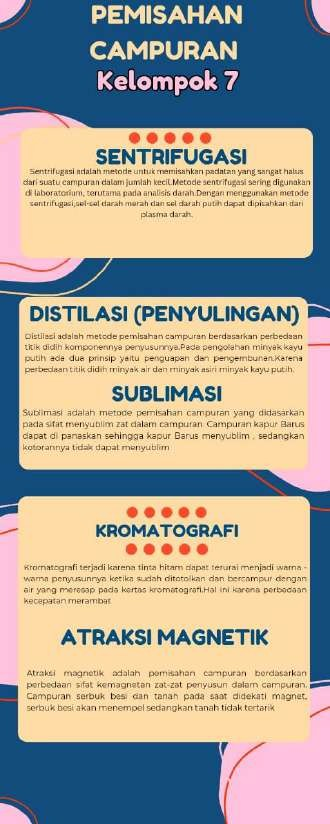 PEMISAHAN
CAMPURAN
Kelompok 7
SENTRIFUGASI
Sentrifugasi adalah metode untuk memisahkan padatan yang sangat halus
dari suatu campuran dalam jumlah kecil.Metode sentrifugasi sering digunakan
di laboratorium, terutama pada analisis darah.Dengan menggunakan metode
sentrifugasi,sel-sel darah merah dan sel darah putih dapat dipisahkan dari
plasma darah.
DISTILASI (PENYULINGAN)
Distilasi adalah metode pemisahan campuran berdasarkan perbedaan
titik didih komponennya penyusunnya.Pada pengolahan minyak kayu
putih ada dua prinsip yaitu penguapan dan pengembunan.Karena
perbedaan titik didih minyak air dan minyak asiri minyak kayu putih.
SUBLIMASI
Sublimasi adalah metode pemisahan campuran yang didasarkan
pada sifat menyublim zat dalam campuran. Campuran kapur Barus
dapat di panaskan sehingga kapur Barus menyublim , sedangkan
kotorannya tidak dapat menyublim
KROMATOGRAFI
Kromatografi terjadi karena tinta hitam dapat terurai menjadi warna -
warna penyusunnya ketika sudah ditotolkan dan bercampur dengan
air yang meresap pada kertas kromatografi.Hal ini karena perbedaan
kecepatan merambat
ATRAKSI MAGNETIK
Atraksi magnetik adalah pemisahan campuran berdasarkan
perbedaan sifat kemagnetan zat-zat penyusun dalam campuran.
Campuran serbuk besi dan tanah pada saat didekati magnet,
serbuk besi akan menempel sedangkan tanah tidak tertarik